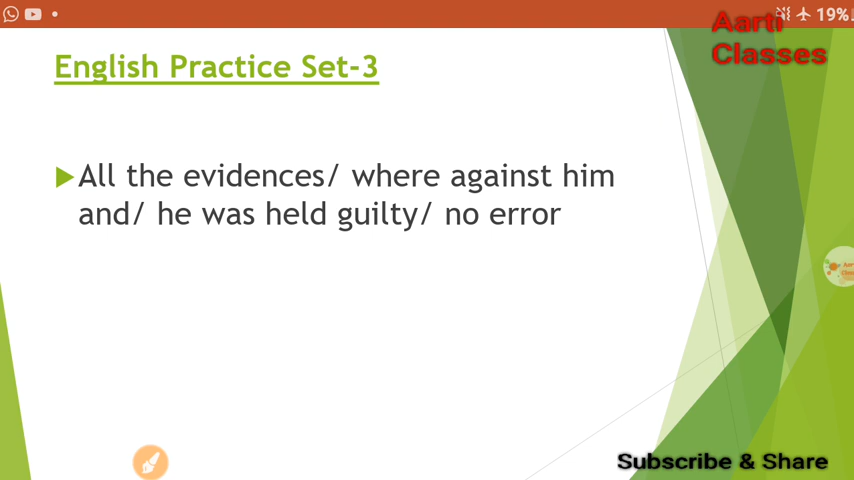 19%
Aarti
Classes
English Practice Set-3
All the evidences/ where against him
and/ he was held guilty/ no error
Subscribe & Share